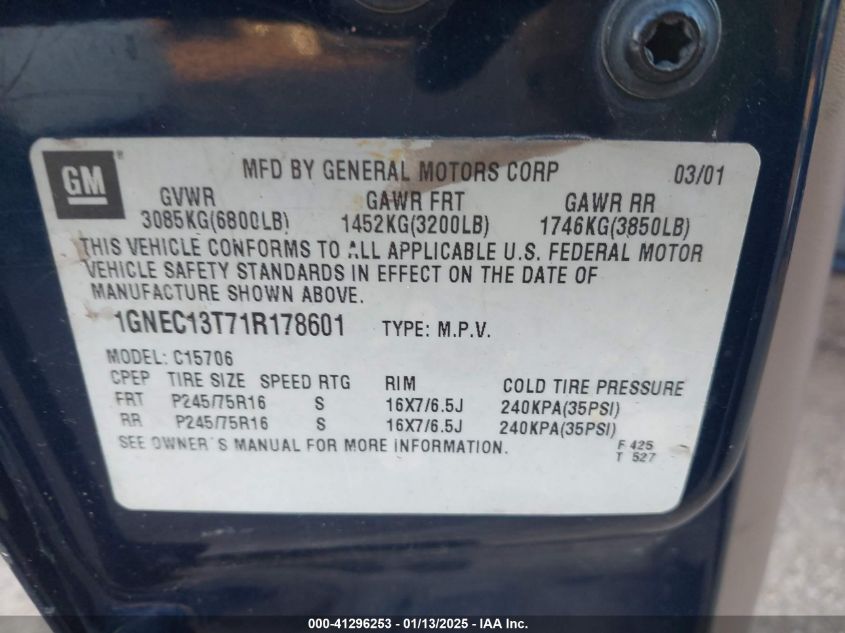 GM
MFD BY GENERAL MOTORS CORP 03/01
GVWR GAWR FRT GAWR RR
3085KG(6800LB) 1452KG(3200LB) 1746KG(3850LB)
THIS VEHICLE CONFORMS TO ALL APPLICABLE U.S. FEDERAL MOTOR
VEHICLE SAFETY STANDARDS IN EFFECT ON THE DATE OF
MANUFACTURE SHOWN ABOVE.
1GNEC13T71R178601 TYPE: M.P.V.
MODEL: C15706
CPEP TIRE SIZE SPEED RTG RIM COLD TIRE PRESSURE
FRT P245/75R16 S 16X7/6.5J 240KPA(35PSI)
RR P245/75R16 S 16X7/6.5J 240KPA(35PSI)
SEE OWNER'S MANUAL FOR MORE INFORMATION.
F 425
T 527
000-41296253 - 01/13/2025 - IAA Inc.